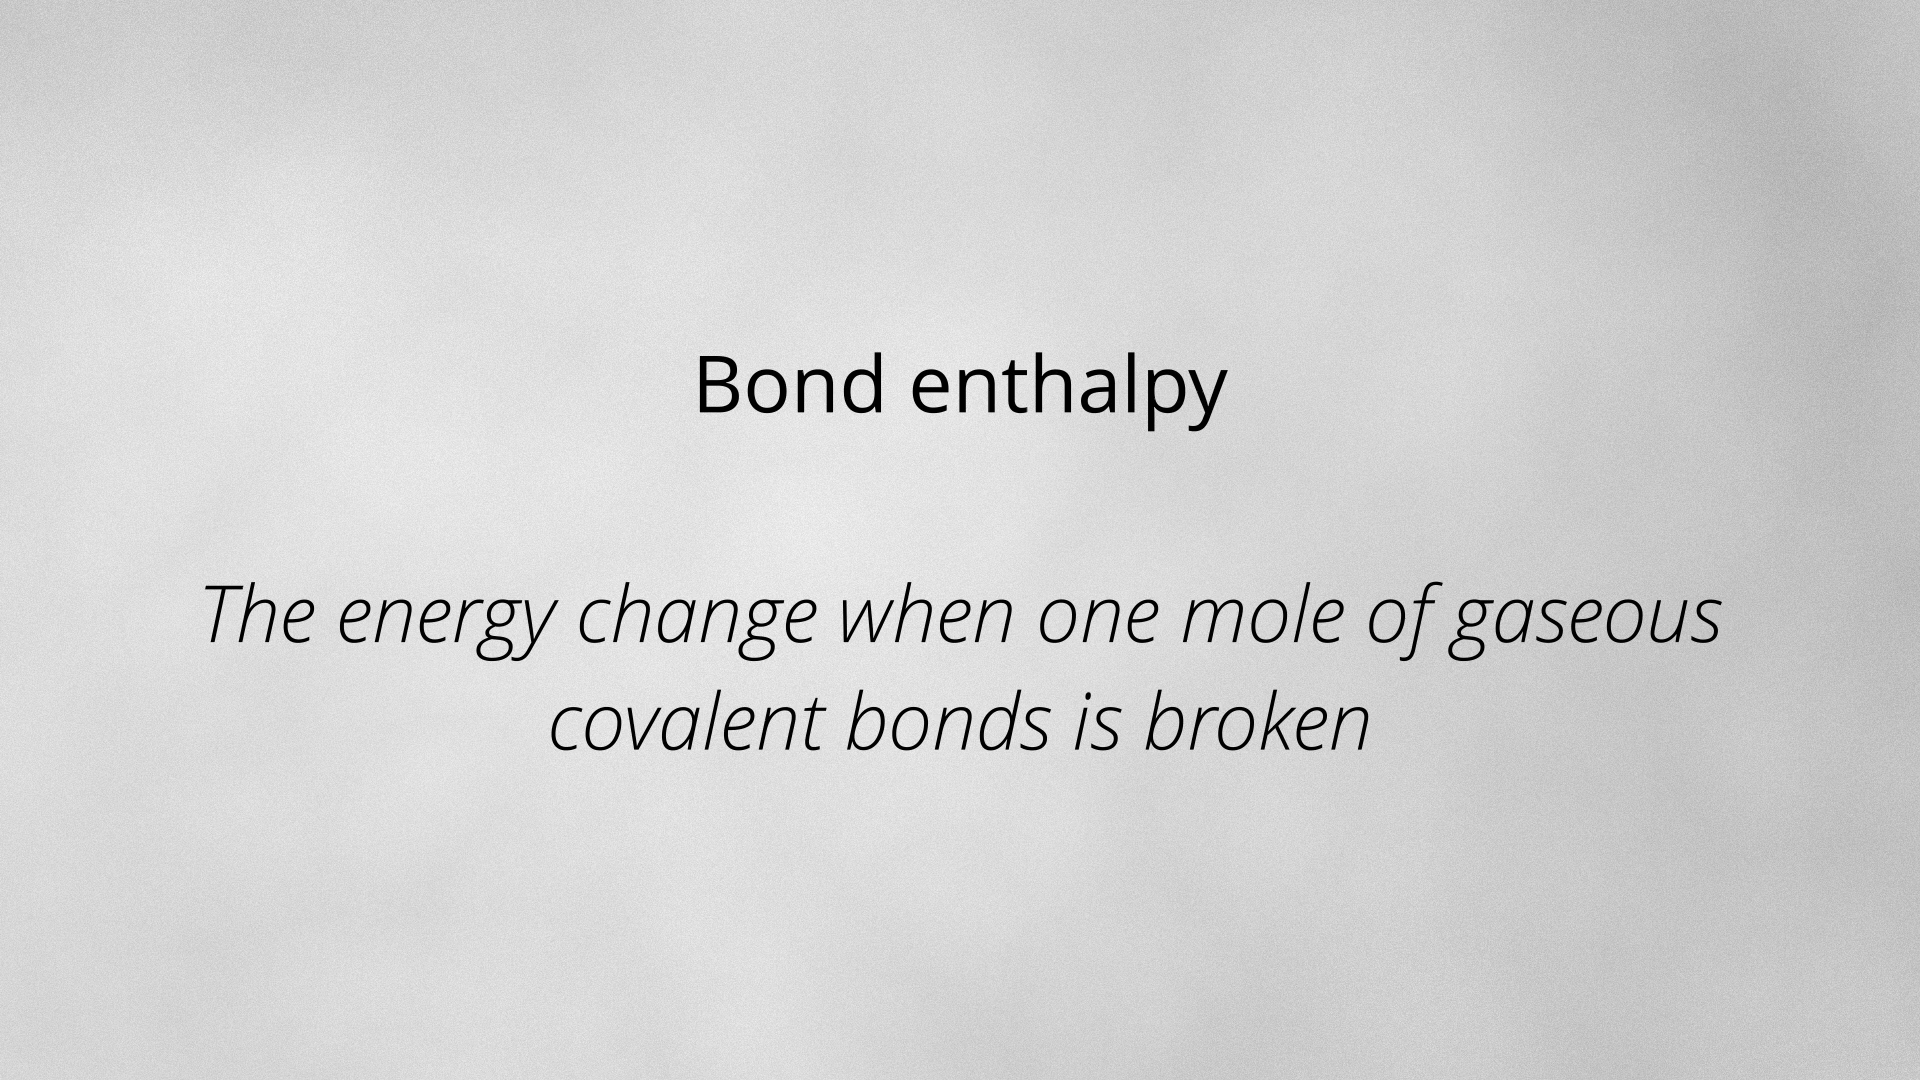 Bond enthalpy
The energy change when one mole of gaseous
covalent bonds is broken